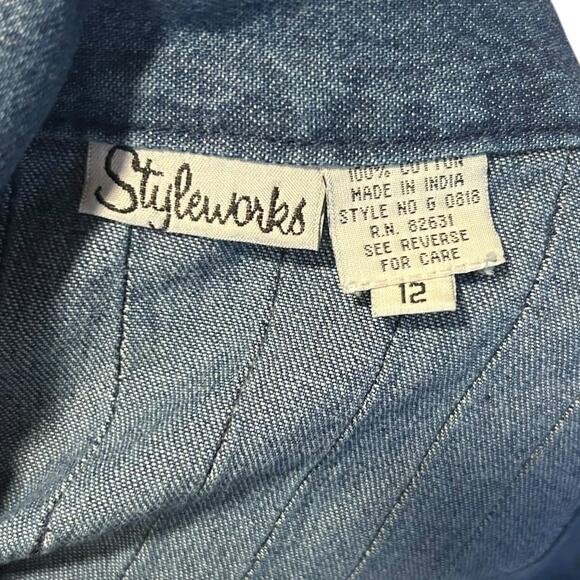 Styleworks
100% COTTON
MADE IN INDIA
STYLE NO G 0818
R.N. 82631
SEE REVERSE
FOR CARE
12